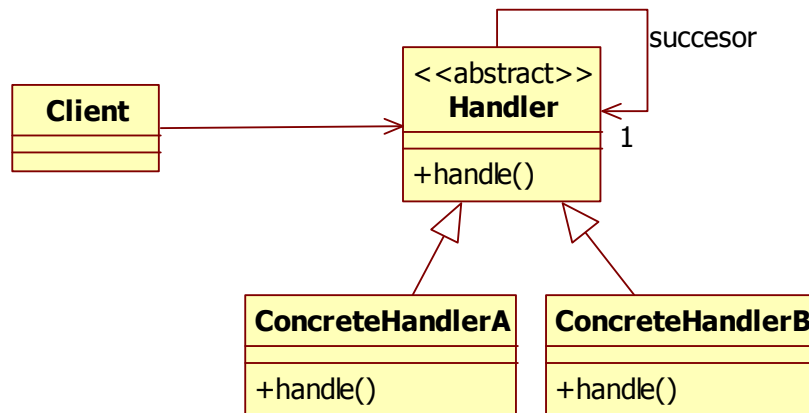 succesor
<<abstract>>
Handler
Client
1
+handle()
ConcreteHandlerA
ConcreteHandlerB
+handle()
+handle()